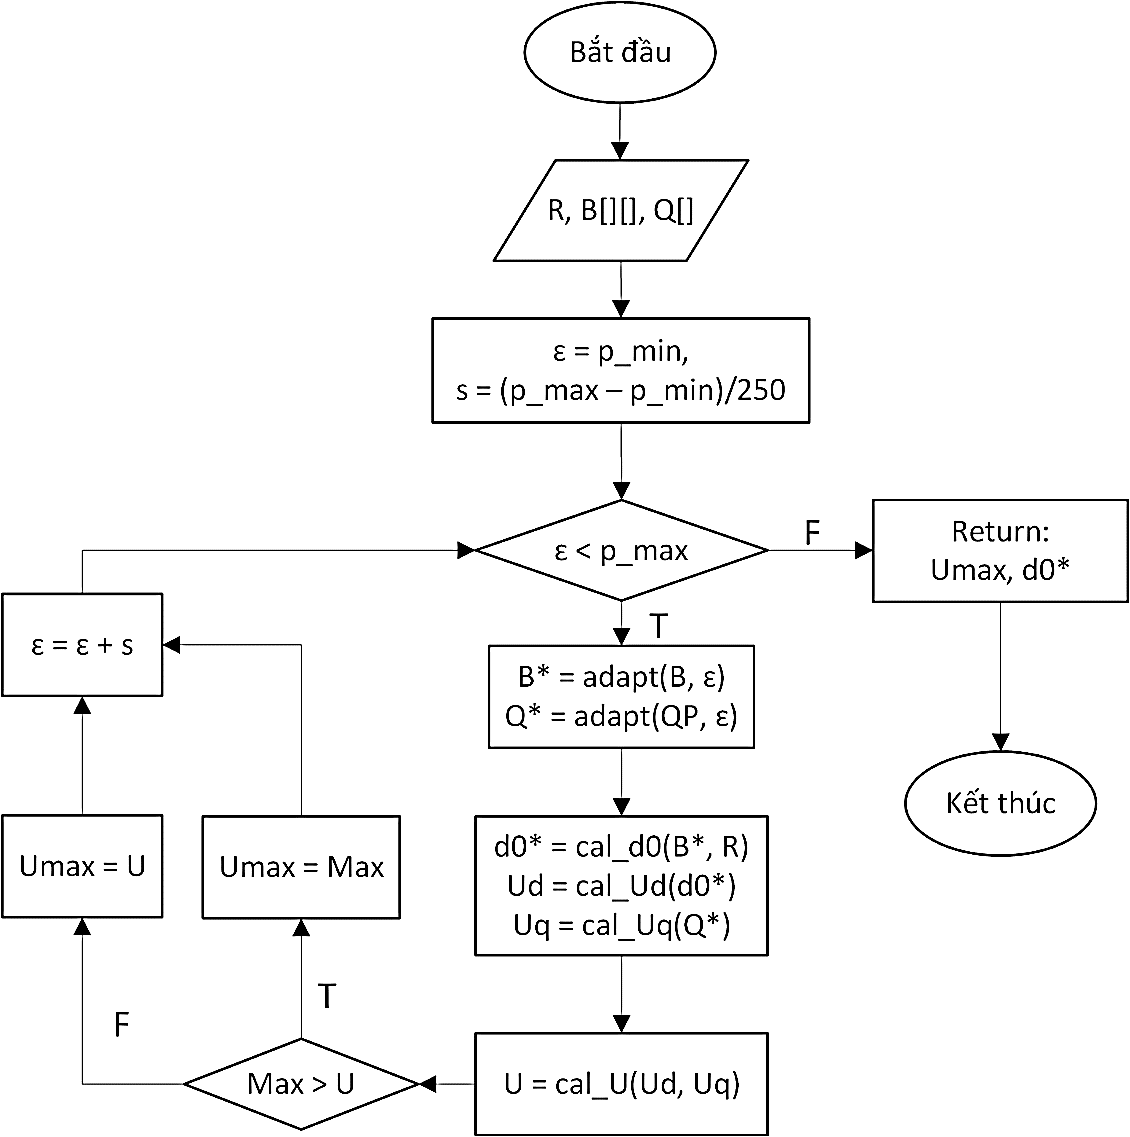 Bắt đầu
R, B[][], Q[]
ε = p_min,
s = (p_max – p_min)/250
ε < p_max
F
Return:
Umax, d0*
T
ε = ε + s
B* = adapt(B, ε)
Q* = adapt(QP, ε)
Kết thúc
Umax = U
Umax = Max
d0* = cal_d0(B*, R)
Ud = cal_Ud(d0*)
Uq = cal_Uq(Q*)
T
F
Max > U
U = cal_U(Ud, Uq)